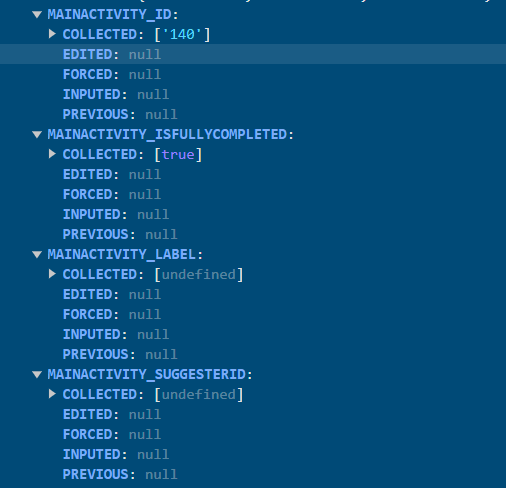 MAINACTIVITY_ID:
COLLECTED: ['140']
EDITED: null
FORCED: null
INPUTED: null
PREVIOUS: null
MAINACTIVITY_ISFULLYCOMPLETED:
COLLECTED: [true]
EDITED: null
FORCED: null
INPUTED: null
PREVIOUS: null
MAINACTIVITY_LABEL:
COLLECTED: [undefined]
EDITED: null
FORCED: null
INPUTED: null
PREVIOUS: null
MAINACTIVITY_SUGGESTERID:
COLLECTED: [undefined]
EDITED: null
FORCED: null
INPUTED: null
PREVIOUS: null